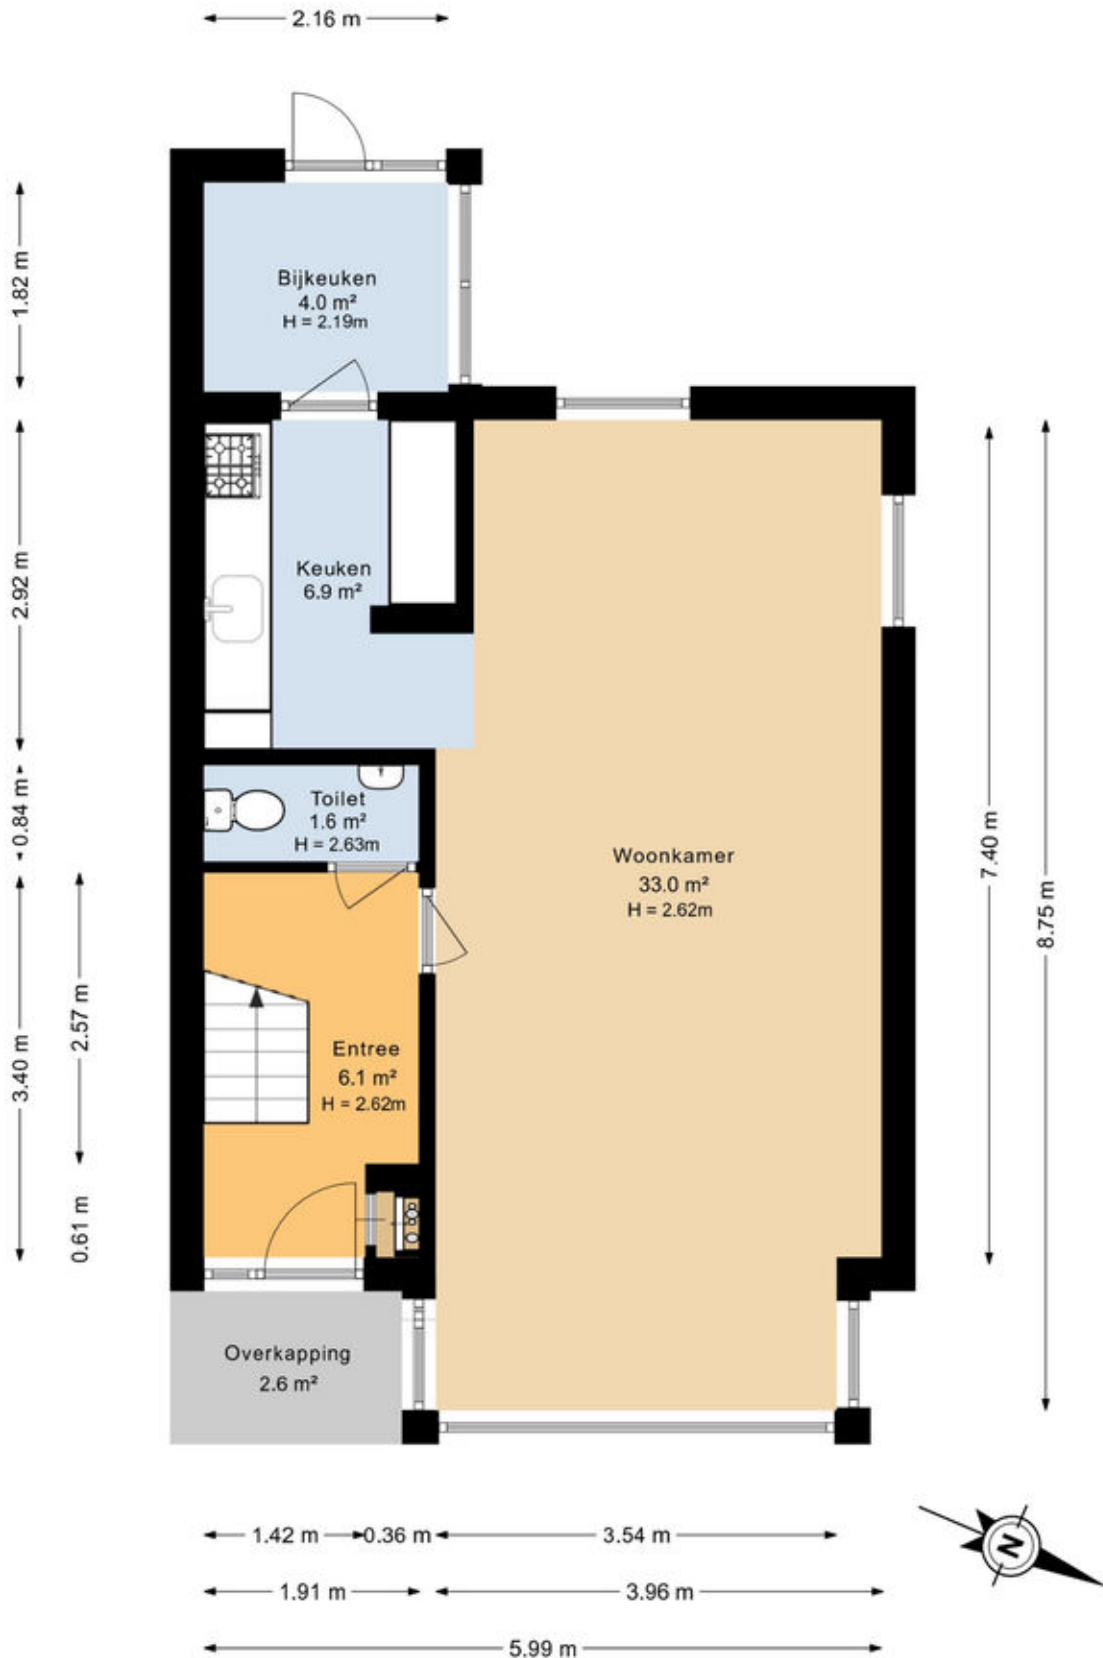 2.16 m
1.82 m
Bijkeuken
4.0 m²
H = 2.19m
2.92 m
Keuken
6.9 m²
0.84 m
Toilet
1.6 m²
H = 2.63m
Woonkamer
33.0 m²
H = 2.62m
7.40 m
8.75 m
3.40 m
2.57 m
Entree
6.1 m²
H = 2.62m
0.61 m
Overkapping
2.6 m²
N
1.42 m
0.36 m
3.54 m
1.91 m
3.96 m
5.99 m